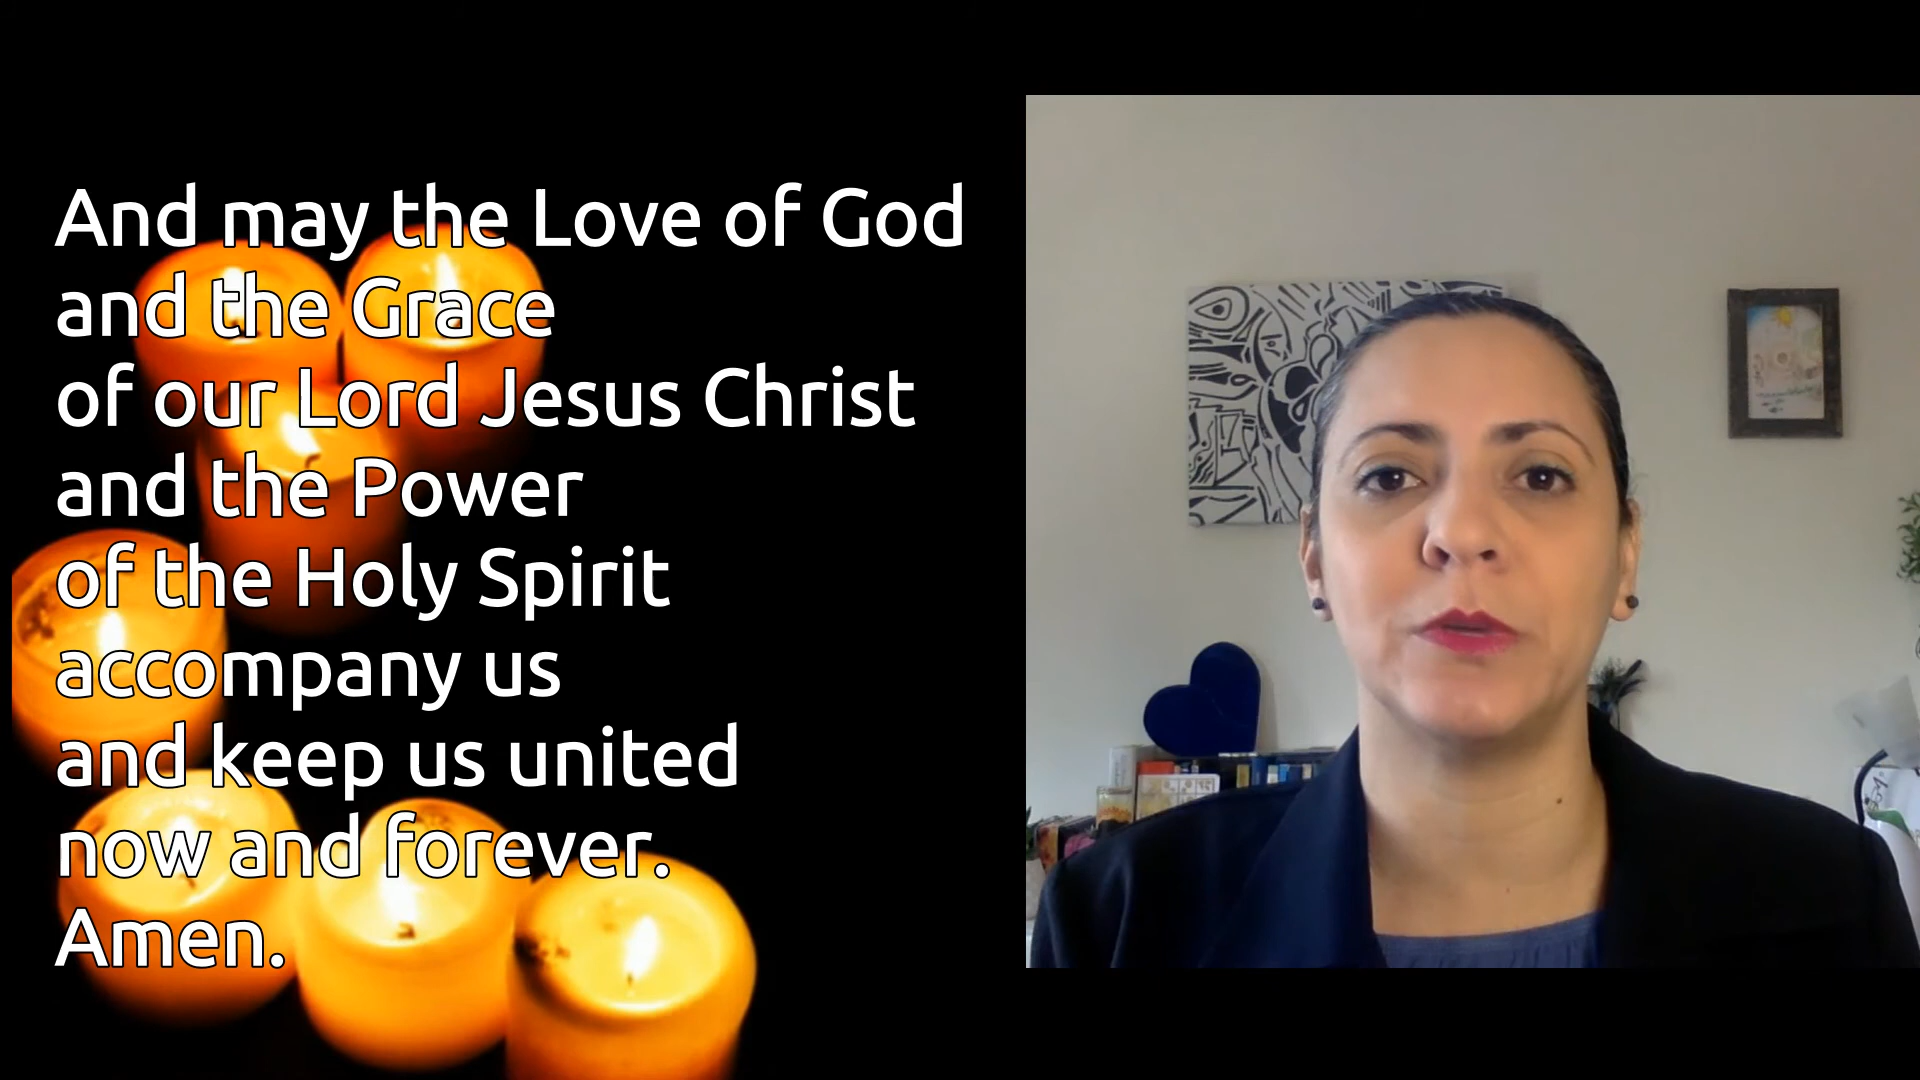 And may the Love of God
and the Grace
of our Lord Jesus Christ
and the Power
of the Holy Spirit
accompany us
and keep us united
now and forever.
Amen.